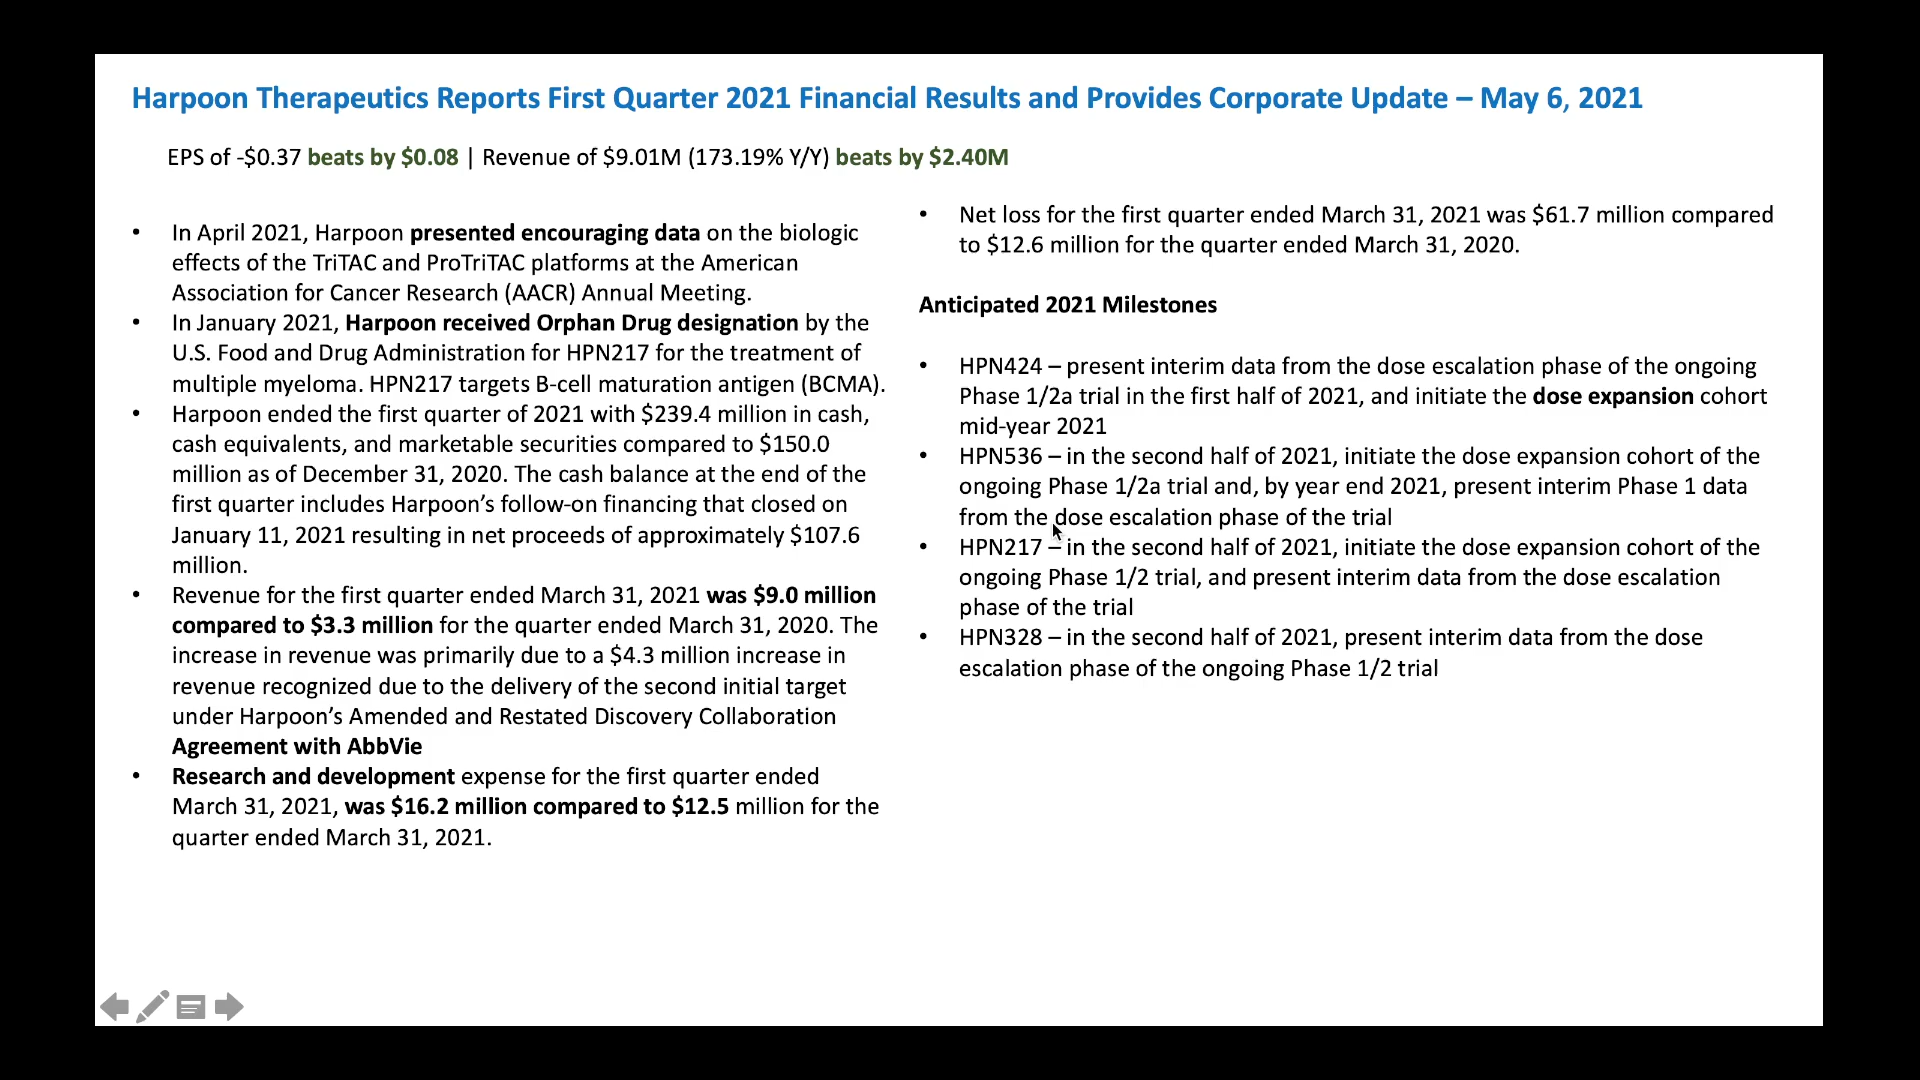 Harpoon Therapeutics Reports First Quarter 2021 Financial Results and Provides Corporate Update – May 6, 2021
EPS of -$0.37 beats by $0.08 | Revenue of $9.01M (173.19% Y/Y) beats by $2.40M
• In April 2021, Harpoon presented encouraging data on the biologic
effects of the TriTAC and ProTriTAC platforms at the American
Association for Cancer Research (AACR) Annual Meeting.
• In January 2021, Harpoon received Orphan Drug designation by the
U.S. Food and Drug Administration for HPN217 for the treatment of
multiple myeloma. HPN217 targets B-cell maturation antigen (BCMA).
• Harpoon ended the first quarter of 2021 with $239.4 million in cash,
cash equivalents, and marketable securities compared to $150.0
million as of December 31, 2020. The cash balance at the end of the
first quarter includes Harpoon’s follow-on financing that closed on
January 11, 2021 resulting in net proceeds of approximately $107.6
million.
• Revenue for the first quarter ended March 31, 2021 was $9.0 million
compared to $3.3 million for the quarter ended March 31, 2020. The
increase in revenue was primarily due to a $4.3 million increase in
revenue recognized due to the delivery of the second initial target
under Harpoon’s Amended and Restated Discovery Collaboration
Agreement with AbbVie
• Research and development expense for the first quarter ended
March 31, 2021, was $16.2 million compared to $12.5 million for the
quarter ended March 31, 2021.
• Net loss for the first quarter ended March 31, 2021 was $61.7 million compared
to $12.6 million for the quarter ended March 31, 2020.
Anticipated 2021 Milestones
• HPN424 – present interim data from the dose escalation phase of the ongoing
Phase 1/2a trial in the first half of 2021, and initiate the dose expansion cohort
mid-year 2021
• HPN536 – in the second half of 2021, initiate the dose expansion cohort of the
ongoing Phase 1/2a trial and, by year end 2021, present interim Phase 1 data
from the dose escalation phase of the trial
• HPN217 – in the second half of 2021, initiate the dose expansion cohort of the
ongoing Phase 1/2 trial, and present interim data from the dose escalation
phase of the trial
• HPN328 – in the second half of 2021, present interim data from the dose
escalation phase of the ongoing Phase 1/2 trial